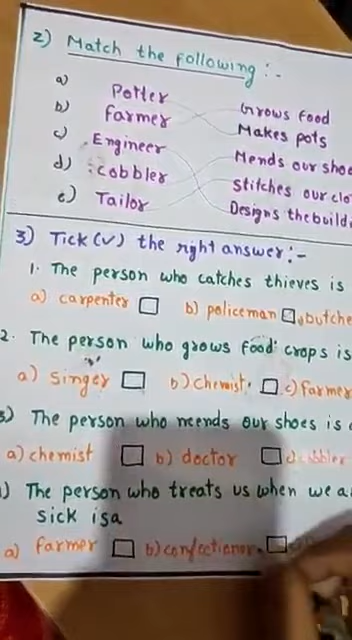 2) Match the following :-
a) Potter Grows food
b) farmer Makes pots
c) Engineer Mends our shoe
d) cobbler Stitches our clo
e) Tailor Designs the build
3) Tick (✓) the right answer:-
1. The person who catches thieves is
a) carpenter □ b) policeman □ butche
2. The person who grows food crops is
a) Singer □ b) chemist □ c) farmer
3) The person who mends our shoes is
a) chemist □ b) doctor □ cobbler
) The person who treats us when we a
sick isa
a) farmer □ b) confectioner □